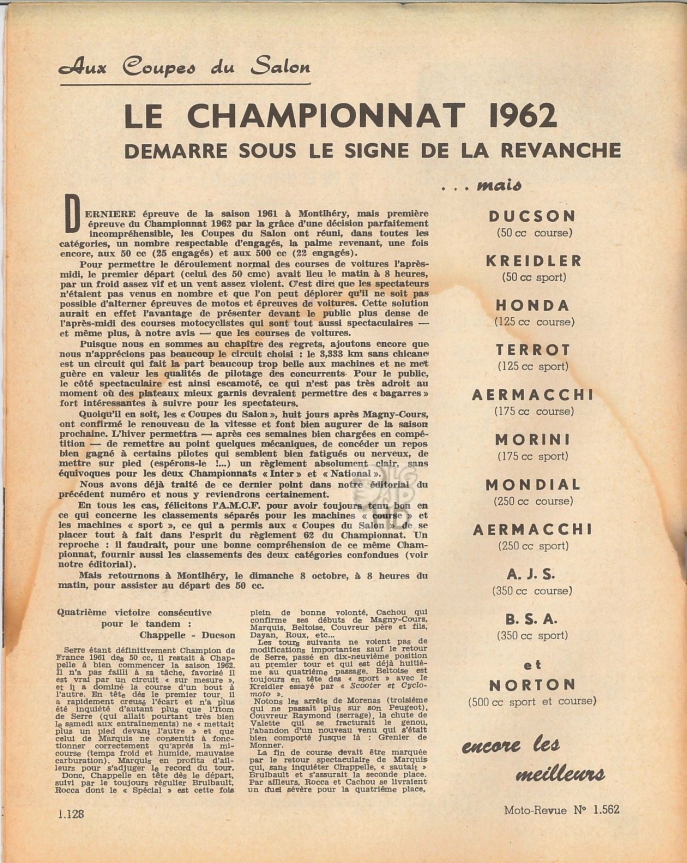 Aux Coupes du Salon
LE CHAMPIONNAT 1962
DEMARRE SOUS LE SIGNE DE LA REVANCHE
DERNIERE épreuve de la saison 1961 à Montlhéry, mais première
épreuve du Championnat 1962 par la grâce d'une décision parfaitement
incompréhensible, les Coupes du Salon ont réuni, dans toutes les
catégories, un nombre respectable d'engagés, la palme revenant, une fois
encore, aux 50 cc (25 engagés) et aux 500 cc (22 engagés).
Pour permettre le déroulement normal des courses de voitures l'après-
midi, le premier départ (celui des 50 cmc) avait lieu le matin à 8 heures,
par un froid assez vif et un vent assez violent. C'est dire que les spectateurs
n'étaient pas venus en nombre et que l'on peut déplorer qu'il ne soit pas
possible d'alterner épreuves de motos et épreuves de voitures. Cette solution
aurait en effet l'avantage de présenter devant le public plus dense de
l'après-midi des courses motocyclistes qui sont tout aussi spectaculaires —
et même plus, à notre avis — que les courses de voitures.
Puisque nous en sommes au chapitre des regrets, ajoutons encore que
nous n'apprécions pas beaucoup le circuit choisi : le 3,333 km sans chicane
est un circuit qui fait la part beaucoup trop belle aux machines et ne met
guère en valeur les qualités de pilotage des concurrents. Pour le public,
le côté spectaculaire est ainsi escamoté, ce qui n'est pas très adroit au
moment où des plateaux mieux garnis devraient permettre des « bagarres »
fort intéressantes à suivre pour les spectateurs.
Quoiqu'il en soit, les « Coupes du Salon », huit jours après Magny-Cours,
ont confirmé le renouveau de la vitesse et font bien augurer de la saison
prochaine. L'hiver permettra — après ces semaines bien chargées en compé-
tition — de remettre au point quelques mécaniques, de concéder un repos
bien gagné à certains pilotes qui semblent bien fatigués ou nerveux, de
mettre sur pied (espérons-le !...) un règlement absolument clair, sans
équivoques pour les deux Championnats « Inter » et « National ».
Nous avons déjà traité de ce dernier point dans notre éditorial du
précédent numéro et nous y reviendrons certainement.
En tous les cas, félicitons l'A.M.C.F. pour avoir toujours tenu bon en
ce qui concerne les classements séparés pour les machines « course » et
les machines « sport », ce qui a permis aux « Coupes du Salon » de se
placer tout à fait dans l'esprit du règlement 62 du Championnat. Un
reproche : il faudrait, pour une bonne compréhension de ce même Cham-
pionnat, fournir aussi les classements des deux catégories confondues (voir
notre éditorial).
Mais retournons à Montlhéry, le dimanche 8 octobre, à 8 heures du
matin, pour assister au départ des 50 cc.
Quatrième victoire consécutive
pour le tandem :
Chappelle - Ducson
Serre étant définitivement Champion de
France 1961 des 50 cc, il restait à Chap-
pelle à bien commencer la saison 1962.
Il n'a pas failli à sa tâche, favorisé il
est vrai par un circuit « sur mesure »,
et il a dominé la course d'un bout à
l'autre. En tête dès le premier tour, il
a rapidement creusé l'écart et n'a plus
été inquiété d'autant plus que l'Itom
de Serre (qui allait pourtant très bien
le samedi aux entraînements) ne « mettait
plus un pied devant l'autre » et que
celui de Marquis ne consentit à fonc-
tionner correctement qu'après la mi-
course (temps froid et humide, mauvaise
carburation). Marquis en profita d'ail-
leurs pour s'adjuger le record du tour.
Donc, Chappelle en tête dès le départ,
suivi par le toujours régulier Brulbault,
Rocca dont le « Spécial » est cette fois
plein de bonne volonté, Cachou qui
confirme ses débuts de Magny-Cours,
Marquis, Beltoise, Couvreur père et fils,
Dayan, Roux, etc...
Les tours suivants ne voient pas de
modifications importantes sauf le retour
de Serre, passé en dix-neuvième position
au premier tour et qui est déjà huitiè-
me au quatrième passage. Beltoise est
toujours en tête des « sport » avec le
Kreidler essayé par « Scooter et Cyclo-
moto ».
Notons les arrêts de Morenas (troisième
qui ne passait plus sur son Peugeot),
Couvreur Raymond (serrage), la chute de
Valette qui se fracturait le genou,
l'abandon d'un nouveau venu qui s'était
bien comporté jusque là : Grenier de
Monner.
La fin de course devait être marquée
par le retour spectaculaire de Marquis
qui, sans inquiéter Chappelle, « sautait »
Brulbault et s'assurait la seconde place.
Par ailleurs, Rocca et Cachou se livraient
un duel sévère pour la quatrième place,
... mais
DUCSON
(50 cc course)
KREIDLER
(50 cc sport)
HONDA
(125 cc course)
TERROT
(125 cc sport)
AERMACCHI
(175 cc course)
MORINI
(175 cc sport)
MONDIAL
(250 cc course)
AERMACCHI
(250 cc sport)
A.J.S.
(350 cc course)
B.S.A.
(350 cc sport)
et
NORTON
(500 cc sport et course)
encore les
meilleurs
1.128
Moto-Revue N° 1.562